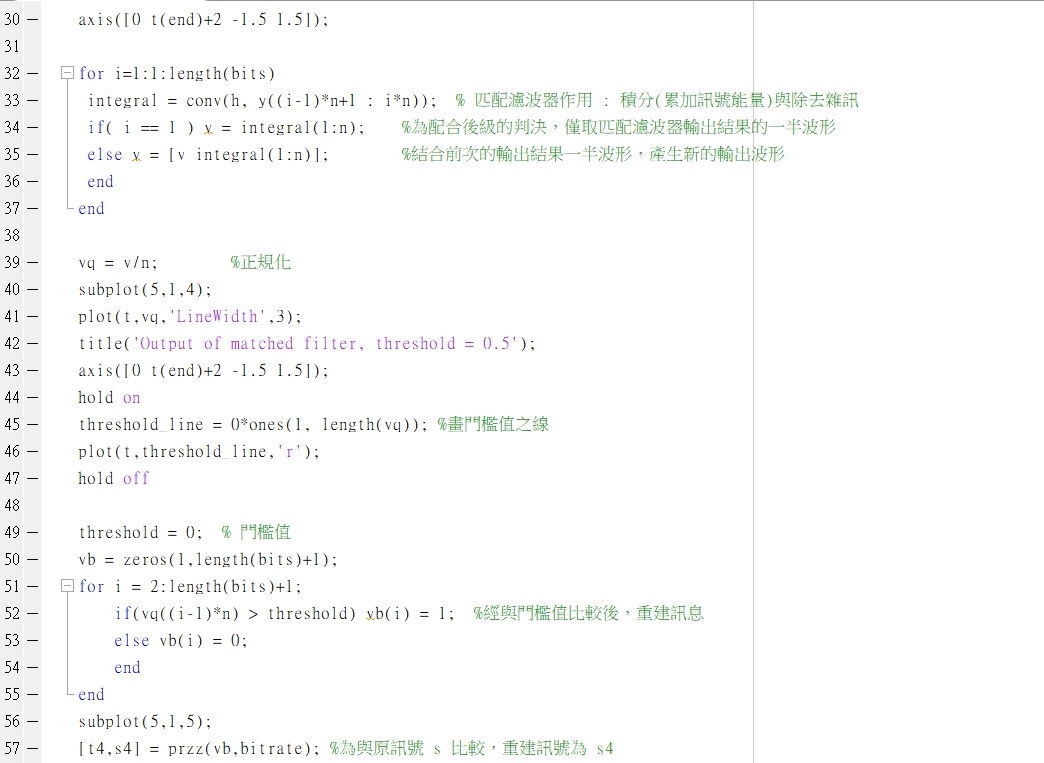 30 axis([0 t(end)+2 -1.5 1.5]);
31
32 for i=1:1:length(bits)
33 integral = conv(h, y((i-1)*n+1 : i*n)); % 匹配濾波器作用 : 積分(累加訊號能量)與除去雜訊
34 if( i == 1 ) v = integral(1:n); %為配合後級的判決，僅取匹配濾波器輸出結果的一半波形
35 else v = [v integral(1:n)]; %結合前次的輸出結果一半波形，產生新的輸出波形
36 end
37 end
38
39 vq = v/n; %正規化
40 subplot(5,1,4);
41 plot(t,vq,'LineWidth',3);
42 title('Output of matched filter, threshold = 0.5');
43 axis([0 t(end)+2 -1.5 1.5]);
44 hold on
45 threshold_line = 0*ones(1, length(vq)); %畫門檻值之線
46 plot(t,threshold_line,'r');
47 hold off
48
49 threshold = 0; % 門檻值
50 vb = zeros(1,length(bits)+1);
51 for i = 2:length(bits)+1;
52 if(vq((i-1)*n) > threshold) vb(i) = 1; %經與門檻值比較後，重建訊息
53 else vb(i) = 0;
54 end
55 end
56 subplot(5,1,5);
57 [t4,s4] = przz(vb,bitrate); %為與原訊號 s 比較，重建訊號為 s4